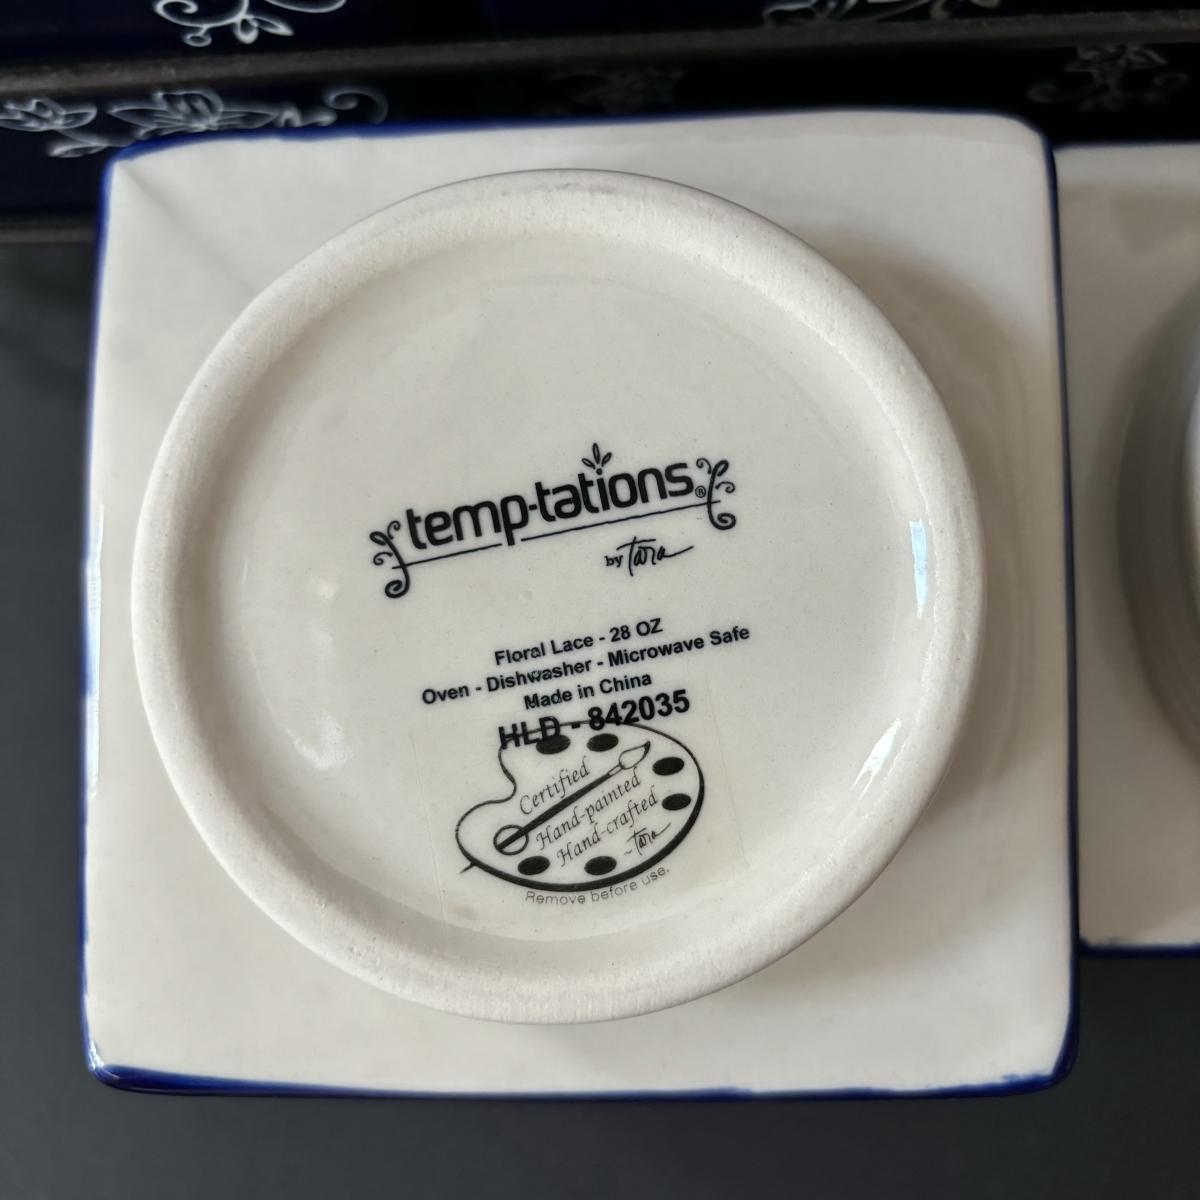 temp-tations®
by Tara
Floral Lace - 28 OZ
Oven - Dishwasher - Microwave Safe
Made in China
HLD - 842035
Certified
Hand-painted
Hand-crafted
~Tara
Remove before use.